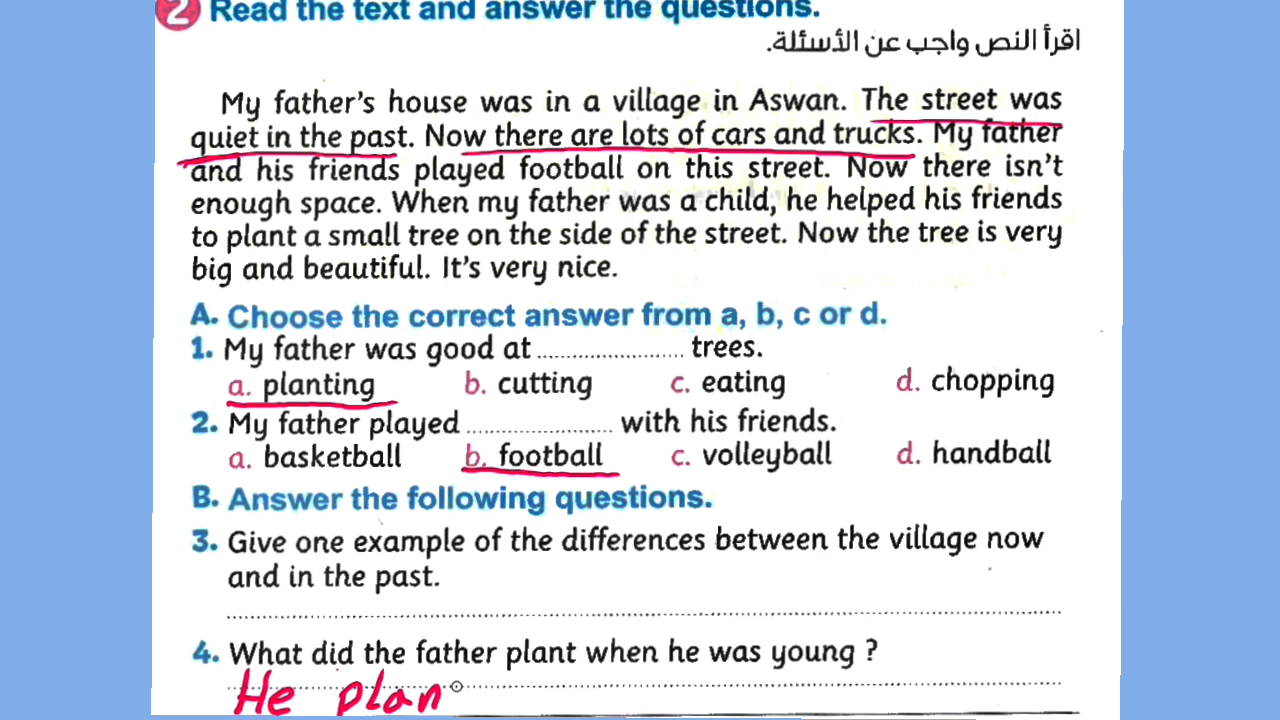 2 Read the text and answer the questions.
اقرأ النص واجب عن الأسئلة.
My father's house was in a village in Aswan. The street was
quiet in the past. Now there are lots of cars and trucks. My father
and his friends played football on this street. Now there isn't
enough space. When my father was a child, he helped his friends
to plant a small tree on the side of the street. Now the tree is very
big and beautiful. It's very nice.
A. Choose the correct answer from a, b, c or d.
1. My father was good at ...................... trees.
a. planting b. cutting c. eating d. chopping
2. My father played ...................... with his friends.
a. basketball b. football c. volleyball d. handball
B. Answer the following questions.
3. Give one example of the differences between the village now
and in the past.
4. What did the father plant when he was young ?
He plan